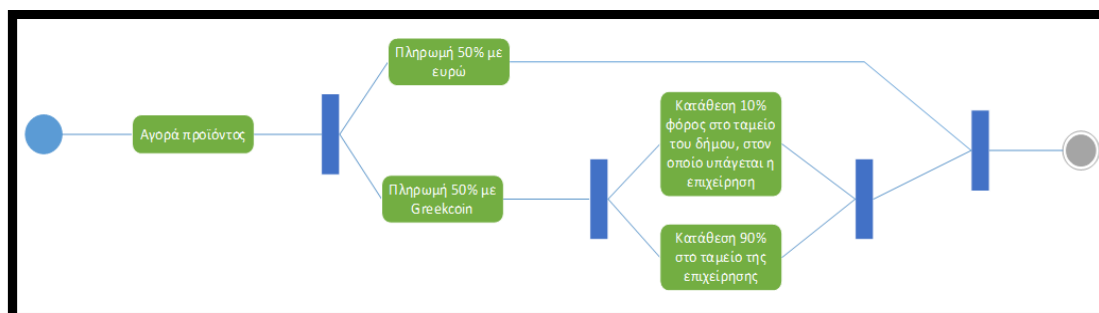 Πληρωμή 50% με
ευρώ
Αγορά προϊόντος
Κατάθεση 10%
φόρος στο ταμείο
του δήμου, στον
οποίο υπάγεται η
επιχείρηση
Πληρωμή 50% με
Greekcoin
Κατάθεση 90%
στο ταμείο της
επιχείρησης